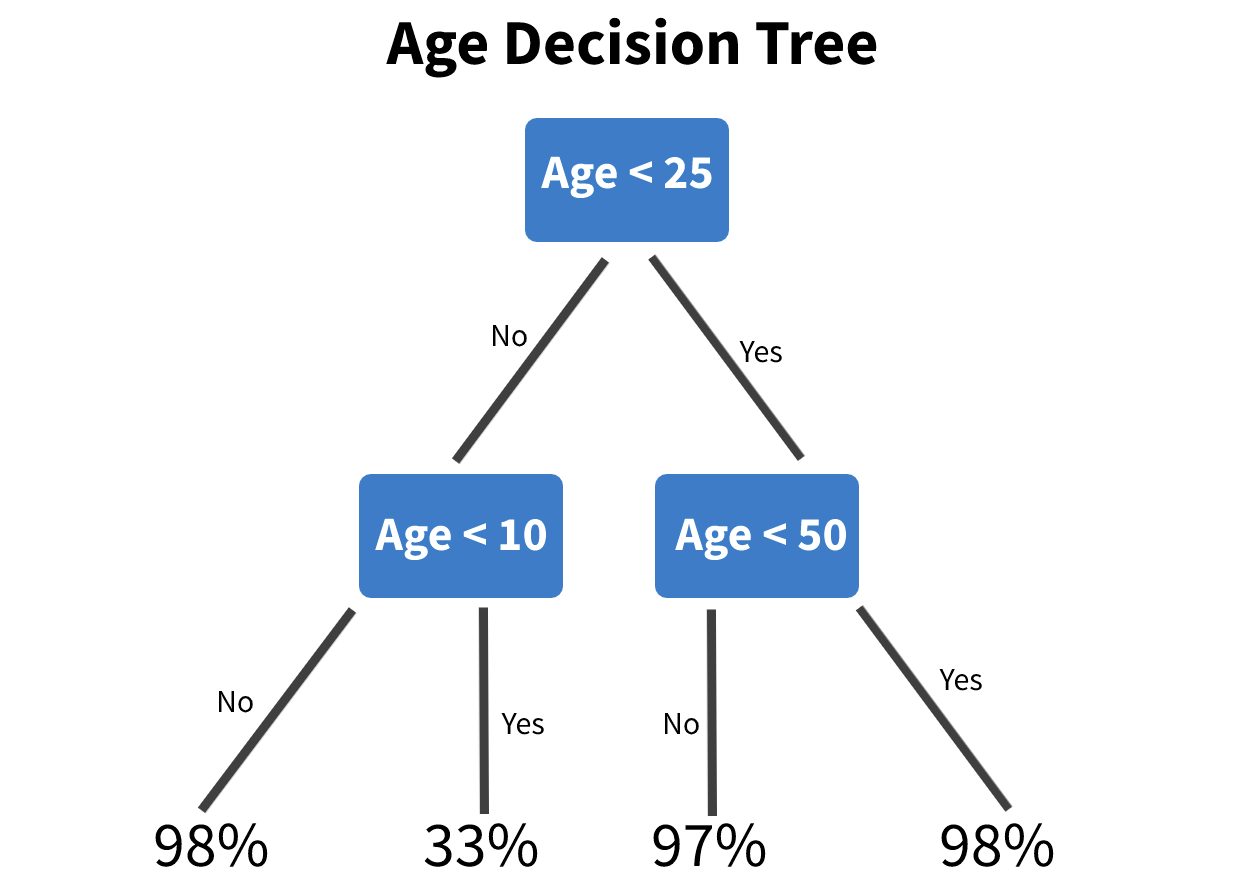 Age Decision Tree
Age < 25
No
Yes
Age < 10
Age < 50
No
Yes
No
Yes
98%
33%
97%
98%